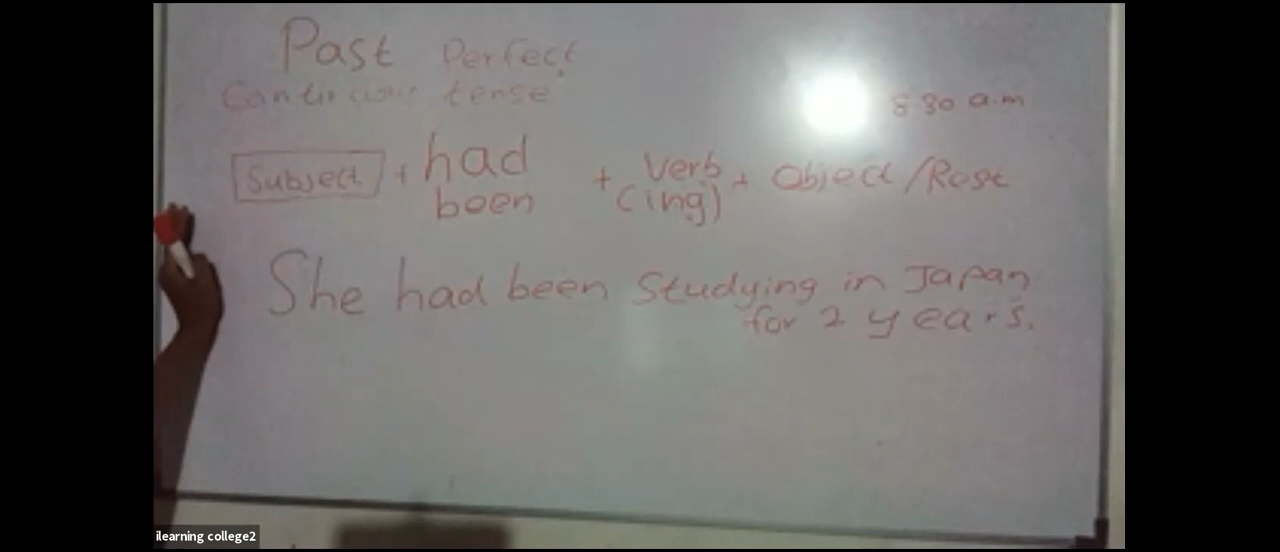 Past Perfect
Continuous tense
8 30 a.m
Subject + had been + Verb (ing) + Object/Rest
She had been Studying in Japan
for 2 years.
ilearning college2